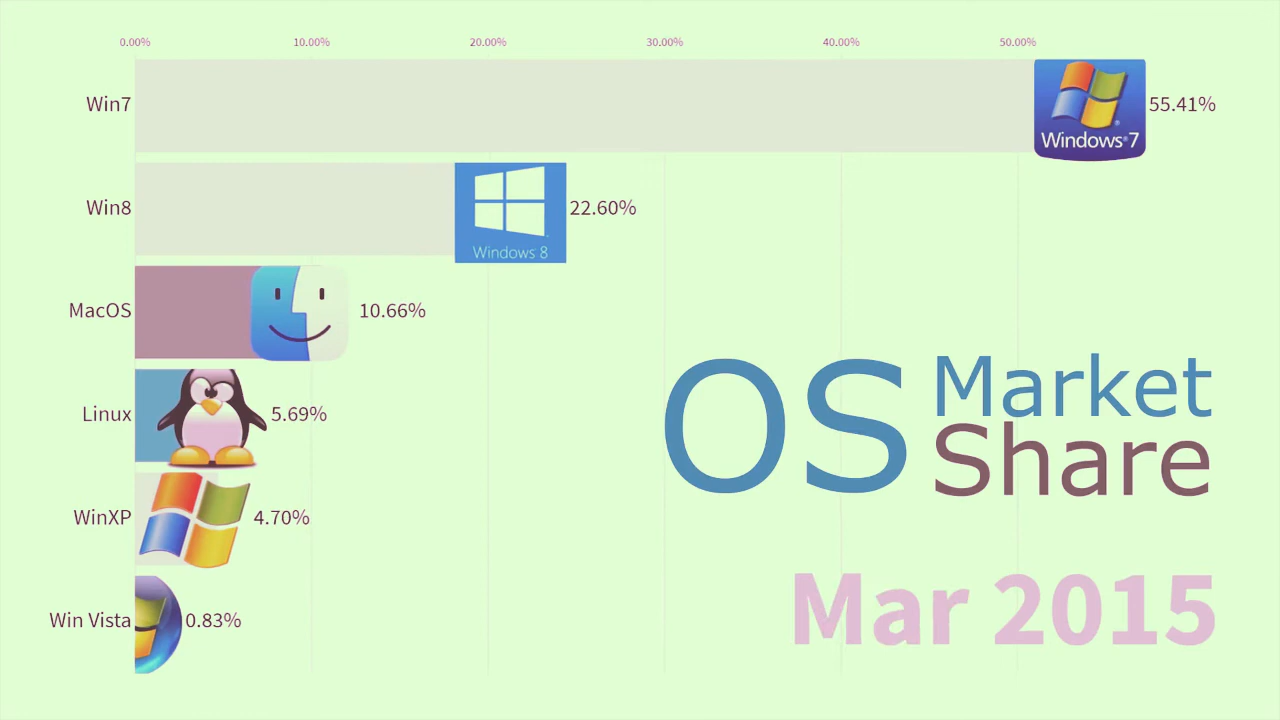 0.00% 10.00% 20.00% 30.00% 40.00% 50.00%
Win7 Windows®7 55.41%
Win8 Windows 8 22.60%
MacOS 10.66%
Linux 5.69%
WinXP 4.70%
Win Vista 0.83%
OS Market
Share
Mar 2015